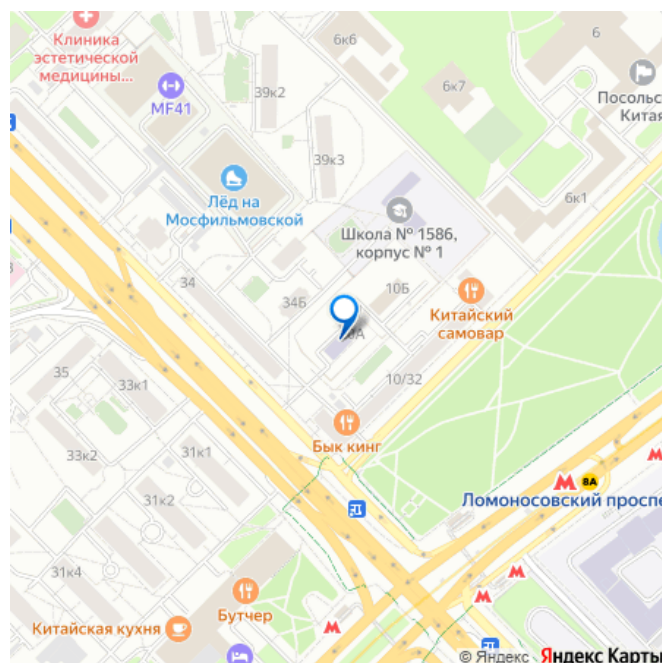 Клиника
эстетической
медицины...
MF41
39к2
39к3
6к6
6к7
6
Посольс
Китая
6к1
Лёд на
Мосфильмовской
Школа № 1586,
корпус № 1
34
34Б
10Б
Китайский
самовар
10/32
Бык кинг
35
33к1
33к2
31к1
31к2
31к4
8А
Ломоносовский проспе
Бутчер
Китайская кухня
© Яндекс Яндекс Карты